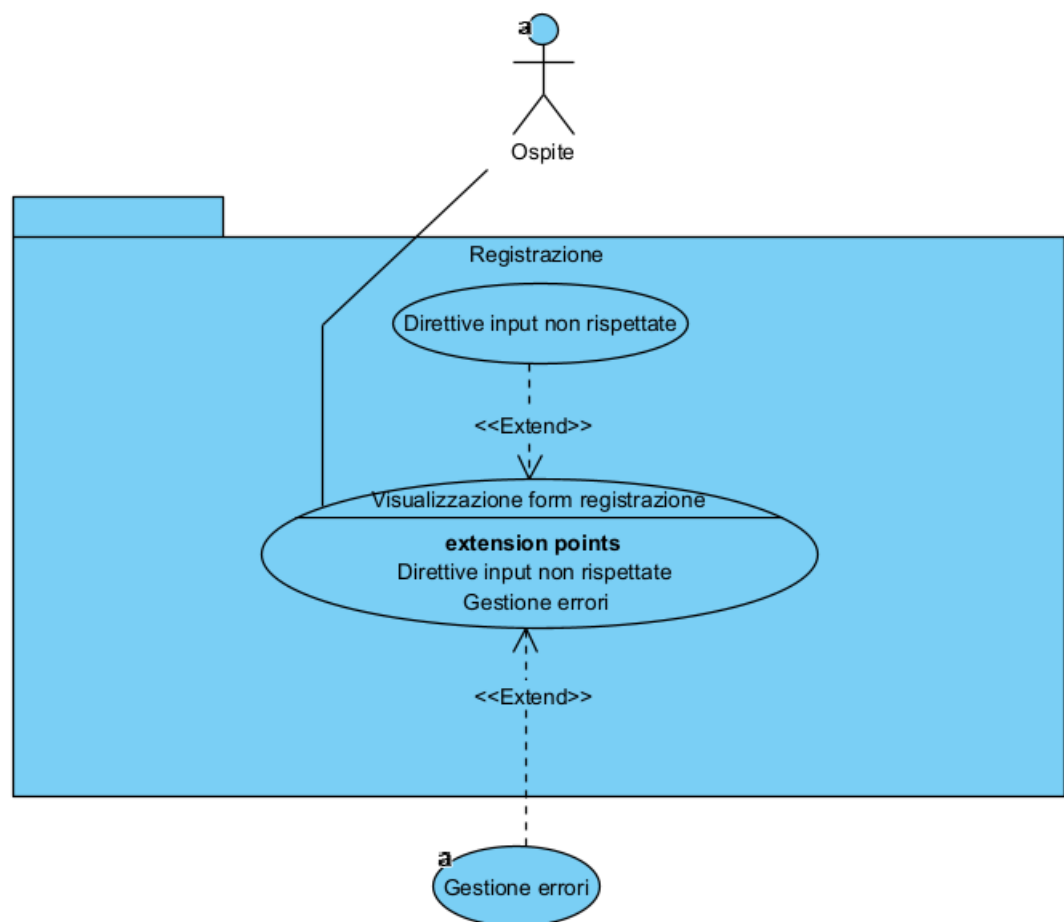 a
Ospite
Registrazione
Direttive input non rispettate
<<Extend>>
Visualizzazione form registrazione
extension points
Direttive input non rispettate
Gestione errori
<<Extend>>
a
Gestione errori